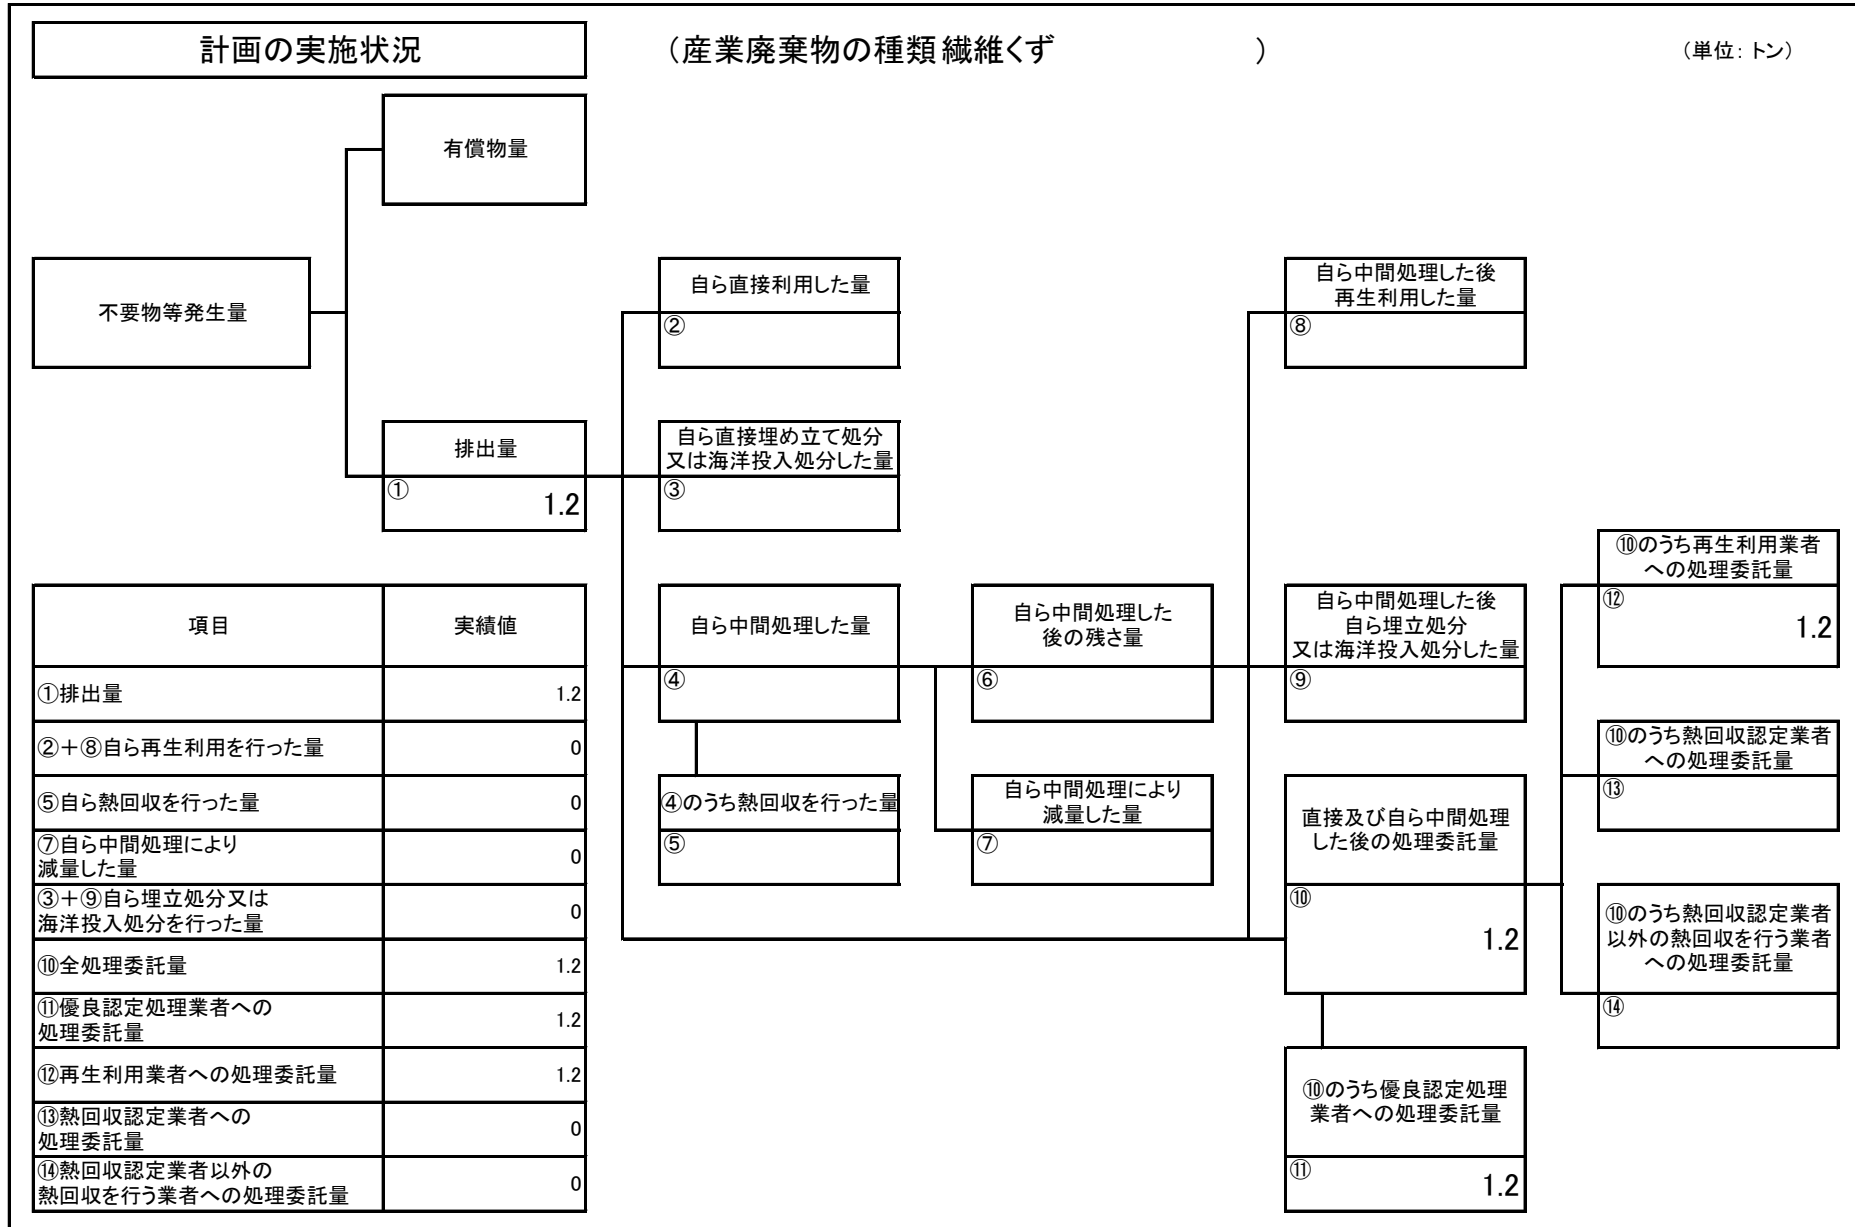 計画の実施状況
（産業廃棄物の種類 繊維くず　　　　　　　）
（単位：トン）
有償物量
不要物等発生量
自ら直接利用した量
②
自ら中間処理した後
再生利用した量
⑧
排出量
①
1.2
自ら直接埋め立て処分
又は海洋投入処分した量
③
⑩のうち再生利用業者
への処理委託量
⑫
1.2
項目
実績値
①排出量
1.2
②＋⑧自ら再生利用を行った量
0
⑤自ら熱回収を行った量
0
⑦自ら中間処理により
減量した量
0
③＋⑨自ら埋立処分又は
海洋投入処分を行った量
0
⑩全処理委託量
1.2
⑪優良認定処理業者への
処理委託量
1.2
⑫再生利用業者への処理委託量
1.2
⑬熱回収認定業者への
処理委託量
0
⑭熱回収認定業者以外の
熱回収を行う業者への処理委託量
0
自ら中間処理した量
④
自ら中間処理した
後の残さ量
⑥
自ら中間処理した後
自ら埋立処分
又は海洋投入処分した量
⑨
④のうち熱回収を行った量
⑤
自ら中間処理により
減量した量
⑦
直接及び自ら中間処理
した後の処理委託量
⑩
1.2
⑩のうち熱回収認定業者
への処理委託量
⑬
⑩のうち熱回収認定業者
以外の熱回収を行う業者
への処理委託量
⑭
⑩のうち優良認定処理
業者への処理委託量
⑪
1.2